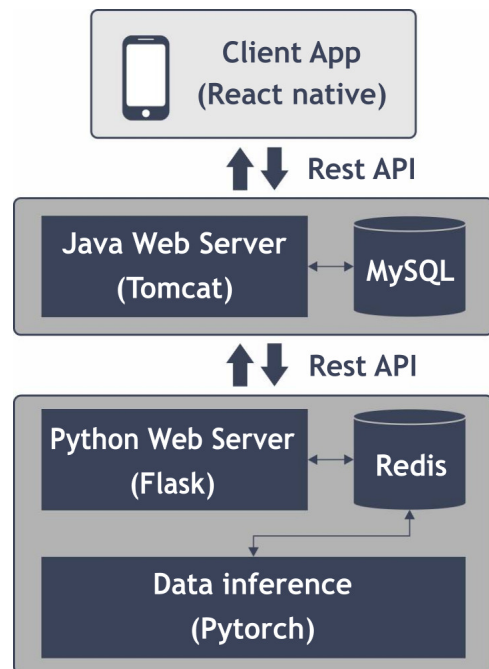 Client App
(React native)
Rest API
Java Web Server
(Tomcat)
MySQL
Rest API
Python Web Server
(Flask)
Redis
Data inference
(Pytorch)